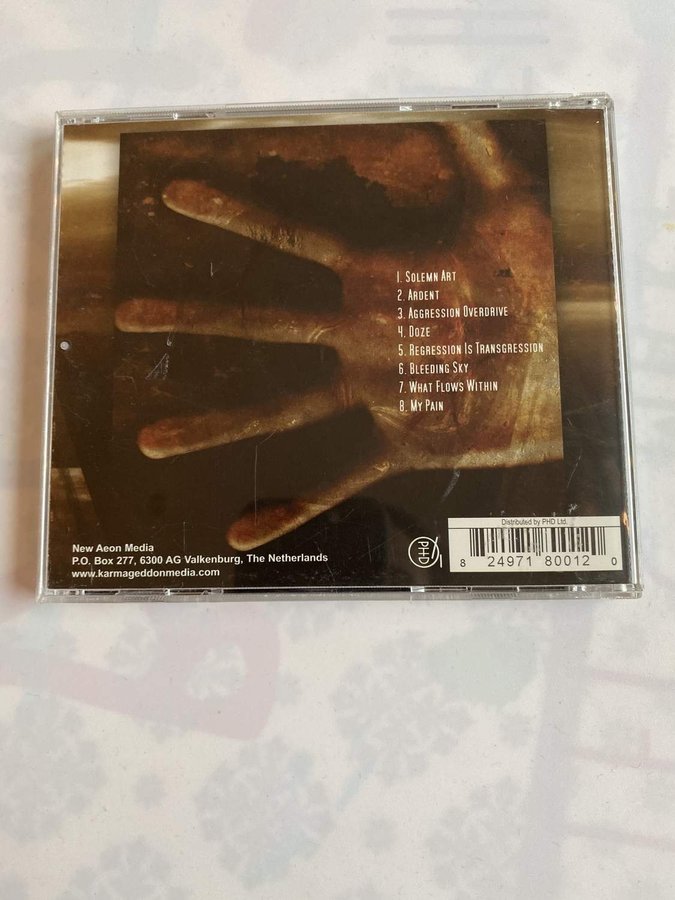 1. Solemn Art
2. Ardent
3. Aggression Overdrive
4. Doze
5. Regression Is Transgression
6. Bleeding Sky
7. What Flows Within
8. My Pain
New Aeon Media
P.O. Box 277, 6300 AG Valkenburg, The Netherlands
www.karmageddonmedia.com
PHD
Distributed by PHD Ltd.
8 24971 80012 0